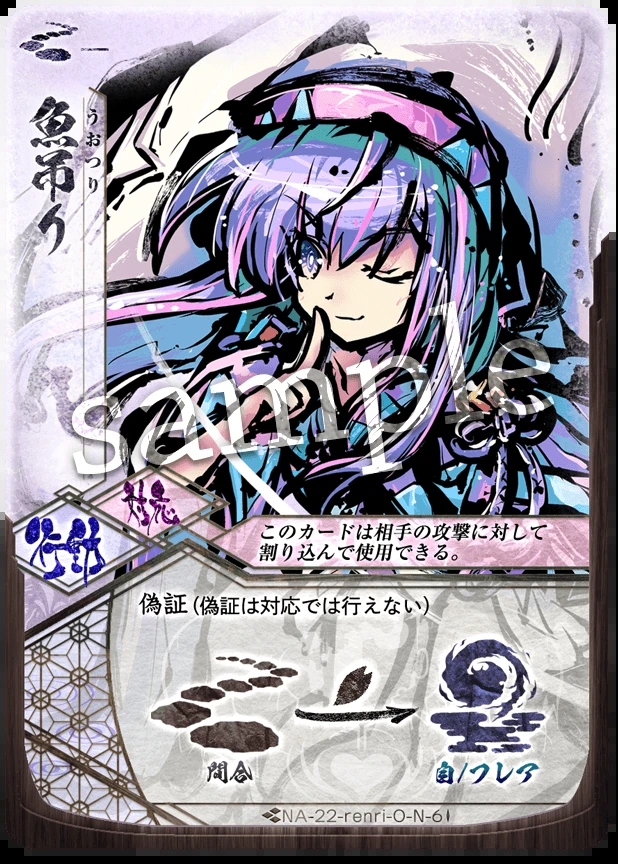 魚吊り
うおつり
sample
対応
行動
このカードは相手の攻撃に対して
割り込んで使用できる。
偽証(偽証は対応では行えない)
一
間合
自/フレア
NA-22-renri-O-N-6